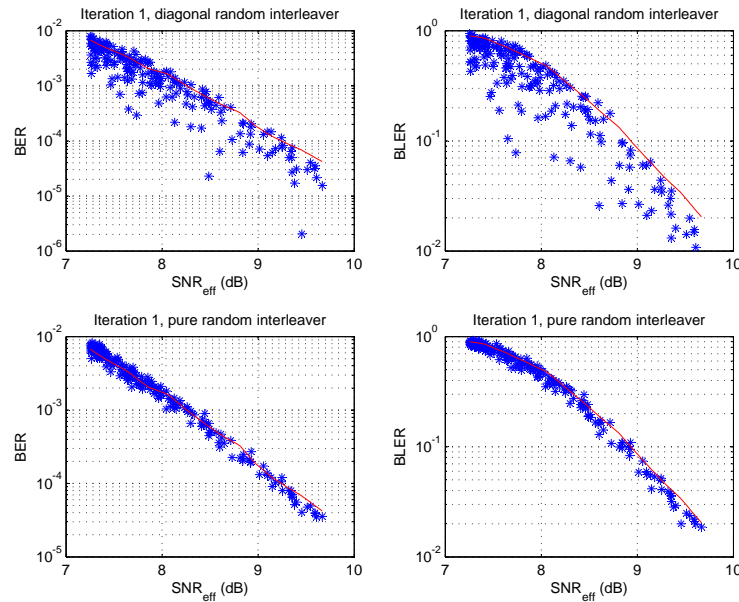 Iteration 1, diagonal random interleaver
10^-2
10^-3
10^-4
10^-5
10^-6
BER
7 8 9 10
SNR_eff (dB)
Iteration 1, diagonal random interleaver
10^0
10^-1
10^-2
BLER
7 8 9 10
SNR_eff (dB)
Iteration 1, pure random interleaver
10^-2
10^-3
10^-4
10^-5
BER
7 8 9 10
SNR_eff (dB)
Iteration 1, pure random interleaver
10^0
10^-1
10^-2
BLER
7 8 9 10
SNR_eff (dB)